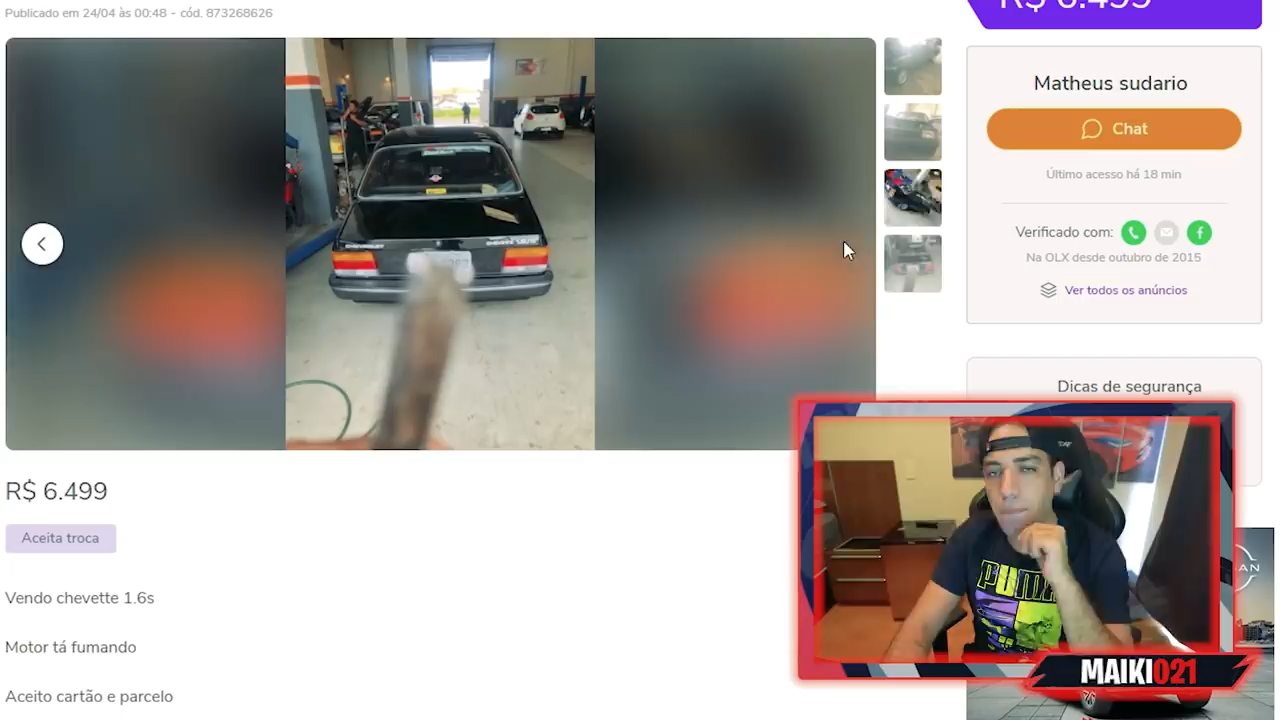 Publicado em 24/04 às 00:48 - cód. 873268626
R$ 6.499
Matheus sudario
Chat
Último acesso há 18 min
Verificado com:
Na OLX desde outubro de 2015
Ver todos os anúncios
Dicas de segurança
R$ 6.499
Aceita troca
Vendo chevette 1.6s
Motor tá fumando
Aceito cartão e parcelo
CHEVROLET
PUMA
MAIKI021